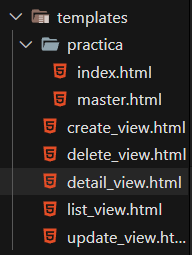 templates
practica
index.html
master.html
create_view.html
delete_view.html
detail_view.html
list_view.html
update_view.ht...